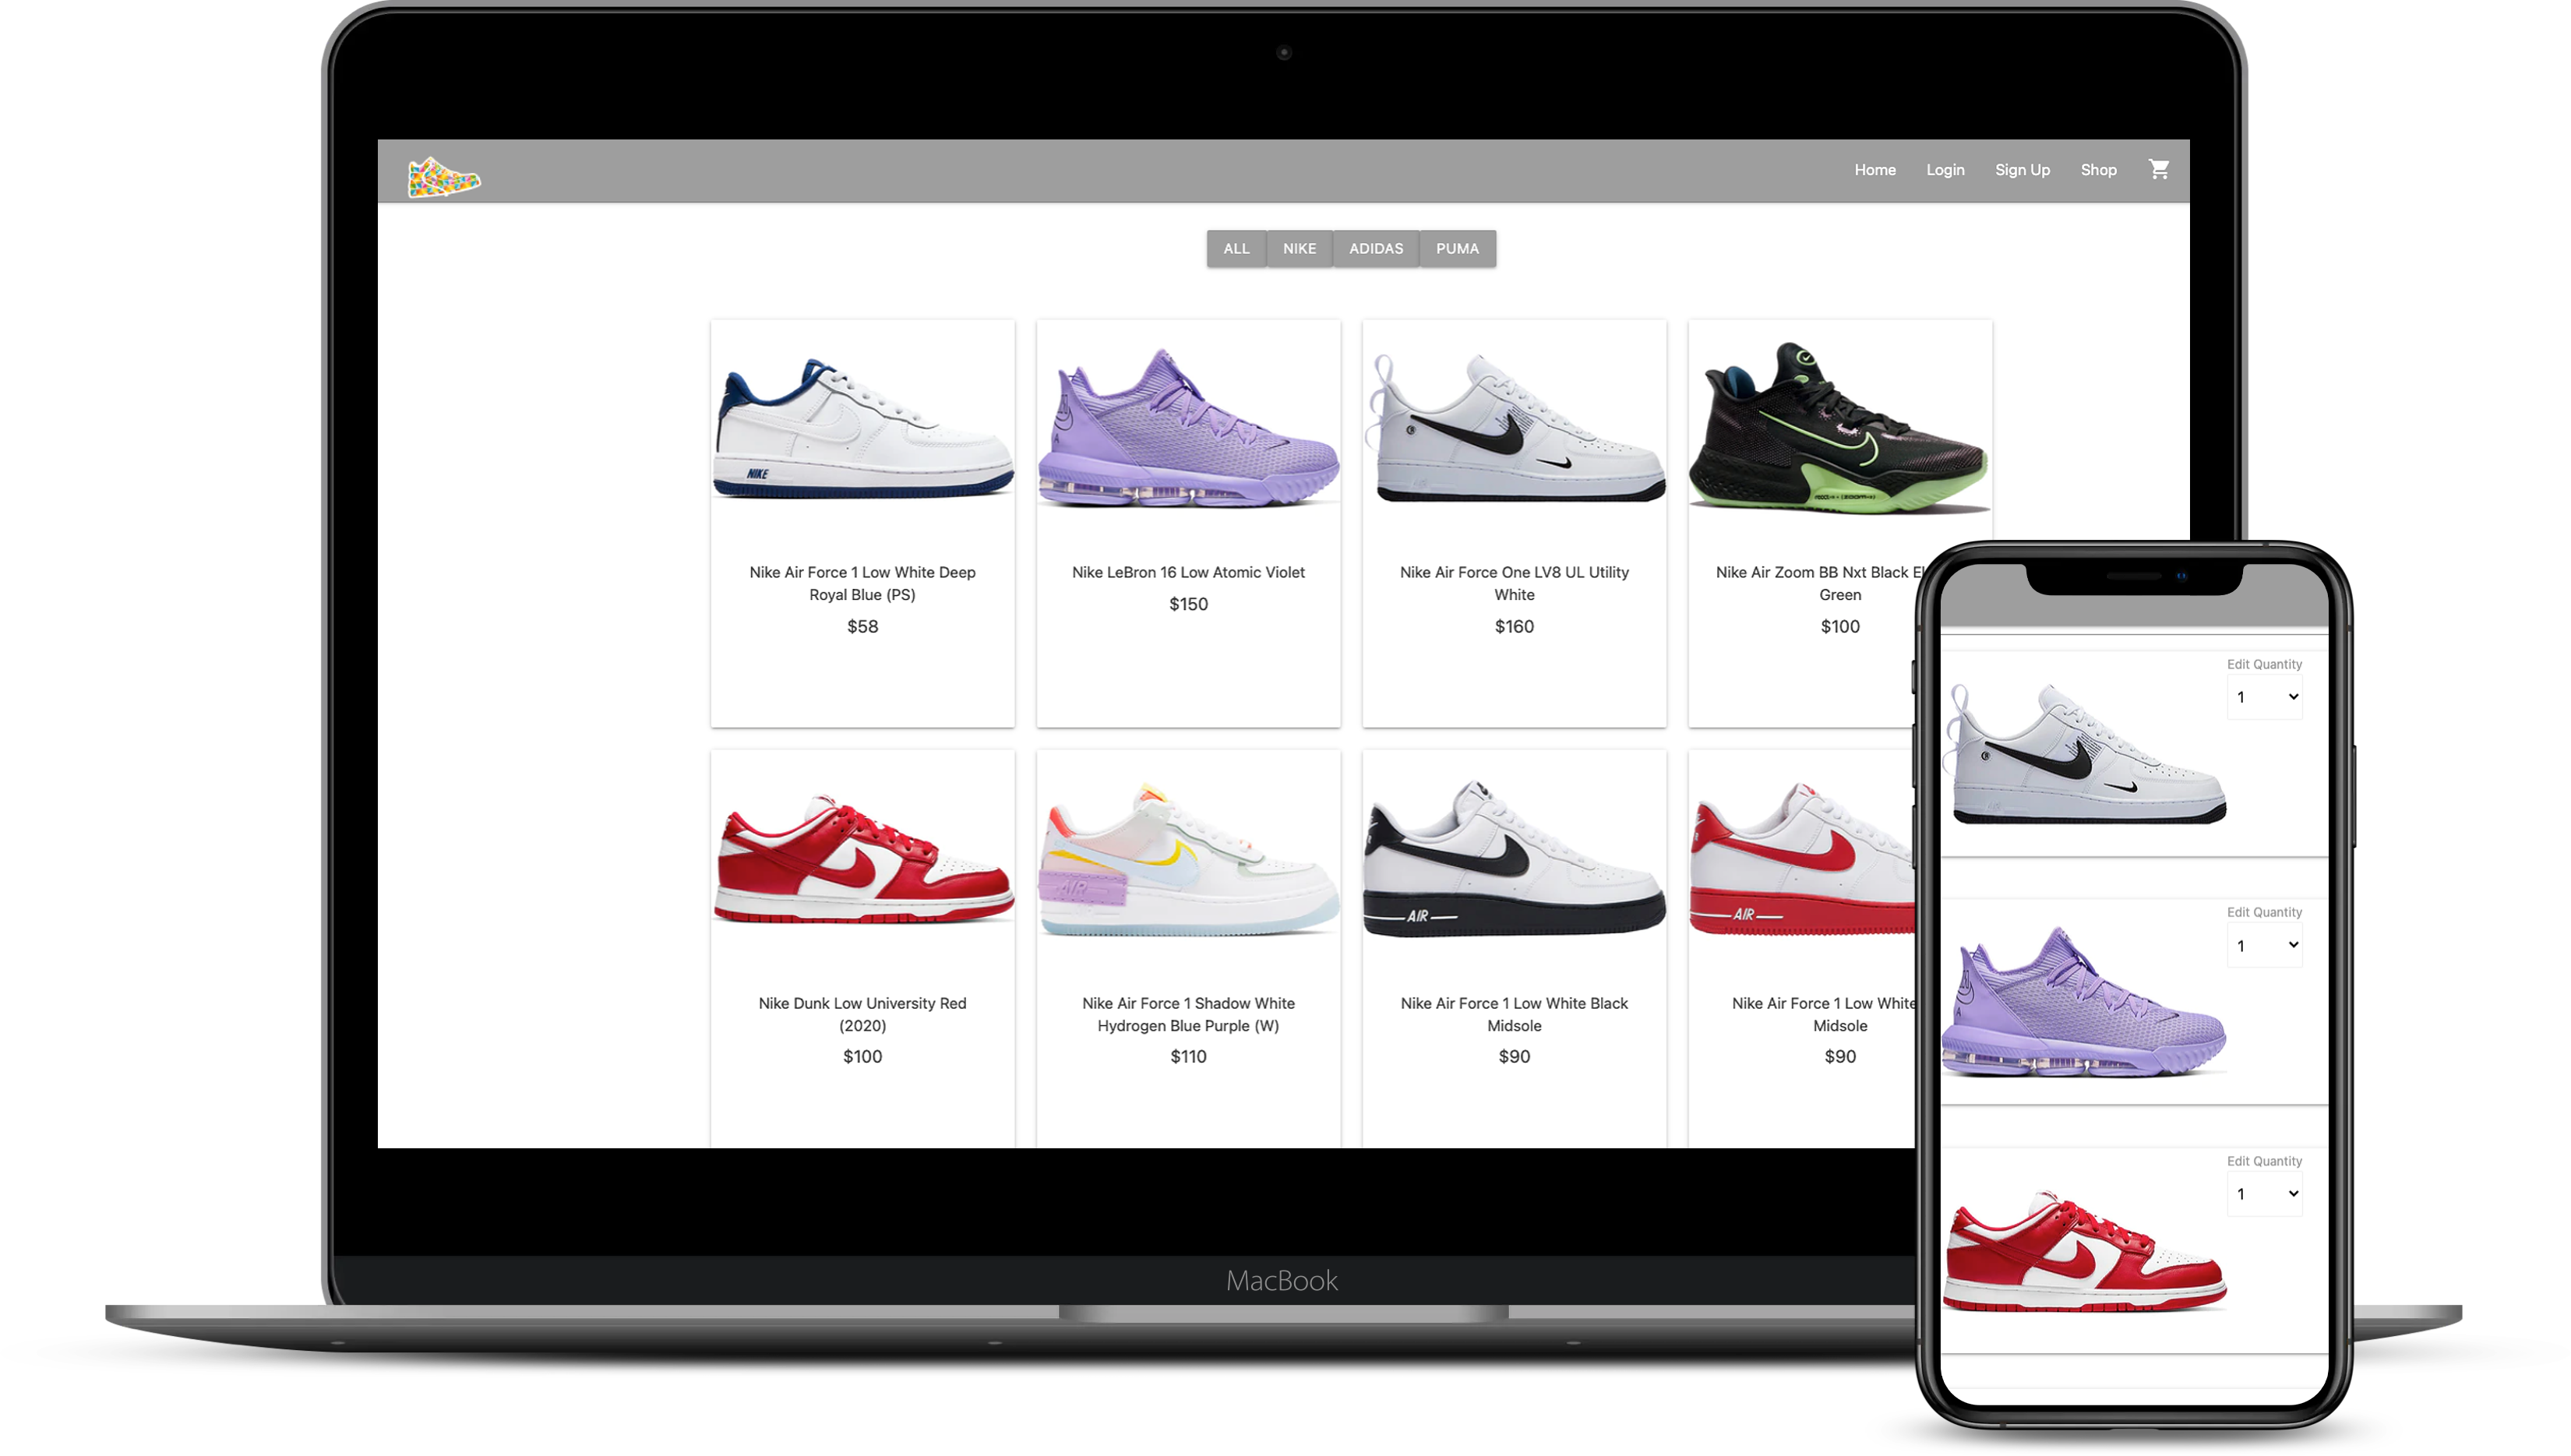 Home Login Sign Up Shop
ALL NIKE ADIDAS PUMA
NIKE
Nike Air Force 1 Low White Deep
Royal Blue (PS)
$58
Nike LeBron 16 Low Atomic Violet
$150
Nike Air Force One LV8 UL Utility
White
$160
Nike Air Zoom BB Nxt Black
Green
$100
AIR
AIR
AIR
Nike Dunk Low University Red
(2020)
$100
Nike Air Force 1 Shadow White
Hydrogen Blue Purple (W)
$110
Nike Air Force 1 Low White Black
Midsole
$90
Nike Air Force 1 Low White
Midsole
$90
MacBook
Edit Quantity
1
Edit Quantity
1
Edit Quantity
1